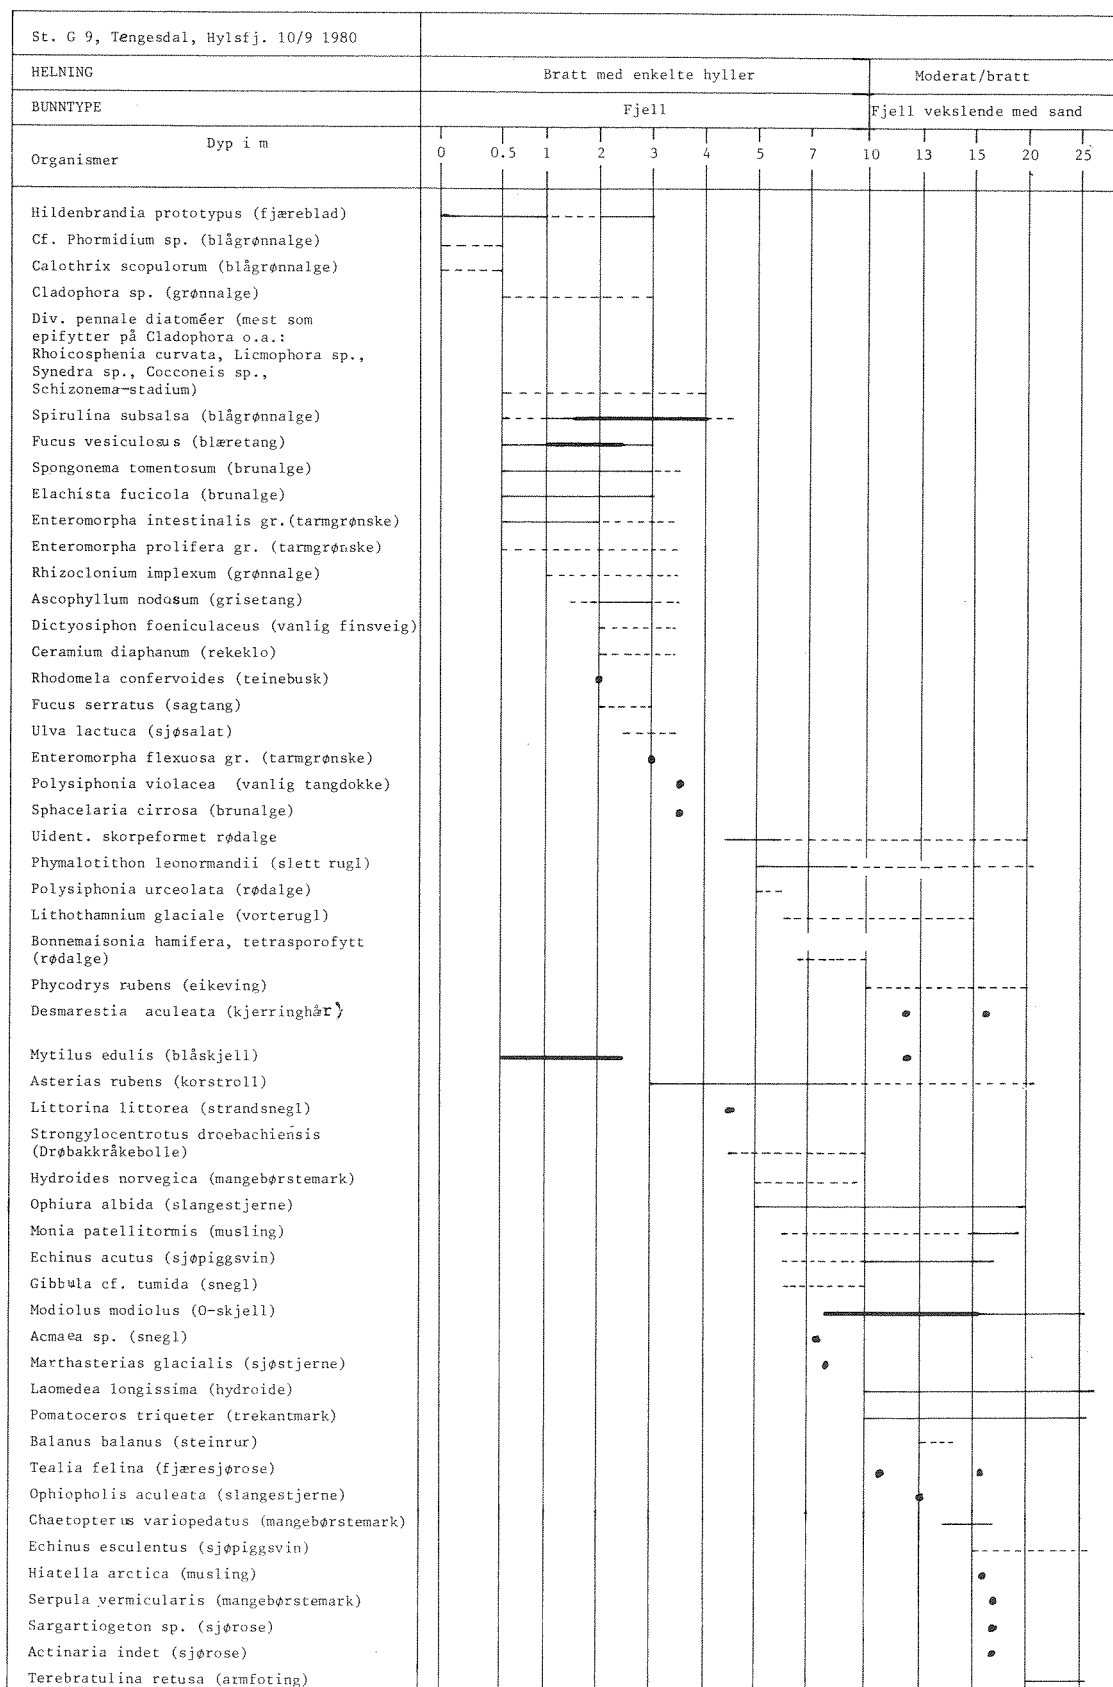 St. G 9, Tengesdal, Hylsfj. 10/9 1980
HELNING Bratt med enkelte hyller Moderat/bratt
BUNNTYPE Fjell Fjell vekslende med sand
Dyp i m
Organismer 0 0.5 1 2 3 4 5 7 10 13 15 20 25
Hildenbrandia prototypus (fjæreblad)
Cf. Phormidium sp. (blågrønnalge)
Calothrix scopulorum (blågrønnalge)
Cladophora sp. (grønnalge)
Div. pennale diatoméer (mest som
epifytter på Cladophora o.a.:
Rhoicosphenia curvata, Licmophora sp.,
Synedra sp., Cocconeis sp.,
Schizonema-stadium)
Spirulina subsalsa (blågrønnalge)
Fucus vesiculosus (blæretang)
Spongonema tomentosum (brunalge)
Elachista fucicola (brunalge)
Enteromorpha intestinalis gr.(tarmgrønske)
Enteromorpha prolifera gr. (tarmgrønske)
Rhizoclonium implexum (grønnalge)
Ascophyllum nodosum (grisetang)
Dictyosiphon foeniculaceus (vanlig finsveig)
Ceramium diaphanum (rekeklo)
Rhodomela confervoides (teinebusk)
Fucus serratus (sagtang)
Ulva lactuca (sjøsalat)
Enteromorpha flexuosa gr. (tarmgrønske)
Polysiphonia violacea (vanlig tangdokke)
Sphacelaria cirrosa (brunalge)
Uident. skorpeformet rødalge
Phymalotithon leonormandii (slett rugl)
Polysiphonia urceolata (rødalge)
Lithothamnium glaciale (vorterugl)
Bonnemaisonia hamifera, tetrasporofytt
(rødalge)
Phycodrys rubens (eikeving)
Desmarestia aculeata (kjerringhår)
Mytilus edulis (blåskjell)
Asterias rubens (korstroll)
Littorina littorea (strandsnegl)
Strongylocentrotus droebachiensis
(Drøbakkråkebolle)
Hydroides norvegica (mangebørstemark)
Ophiura albida (slangestjerne)
Monia patellitormis (musling)
Echinus acutus (sjøpiggsvin)
Gibbula cf. tumida (snegl)
Modiolus modiolus (O-skjell)
Acmaea sp. (snegl)
Marthasterias glacialis (sjøstjerne)
Laomedea longissima (hydroide)
Pomatoceros triqueter (trekantmark)
Balanus balanus (steinrur)
Tealia felina (fjæresjørose)
Ophiopholis aculeata (slangestjerne)
Chaetopterus variopedatus (mangebørstemark)
Echinus esculentus (sjøpiggsvin)
Hiatella arctica (musling)
Serpula vermicularis (mangebørstemark)
Sargartiogeton sp. (sjørose)
Actinaria indet (sjørose)
Terebratulina retusa (armfoting)